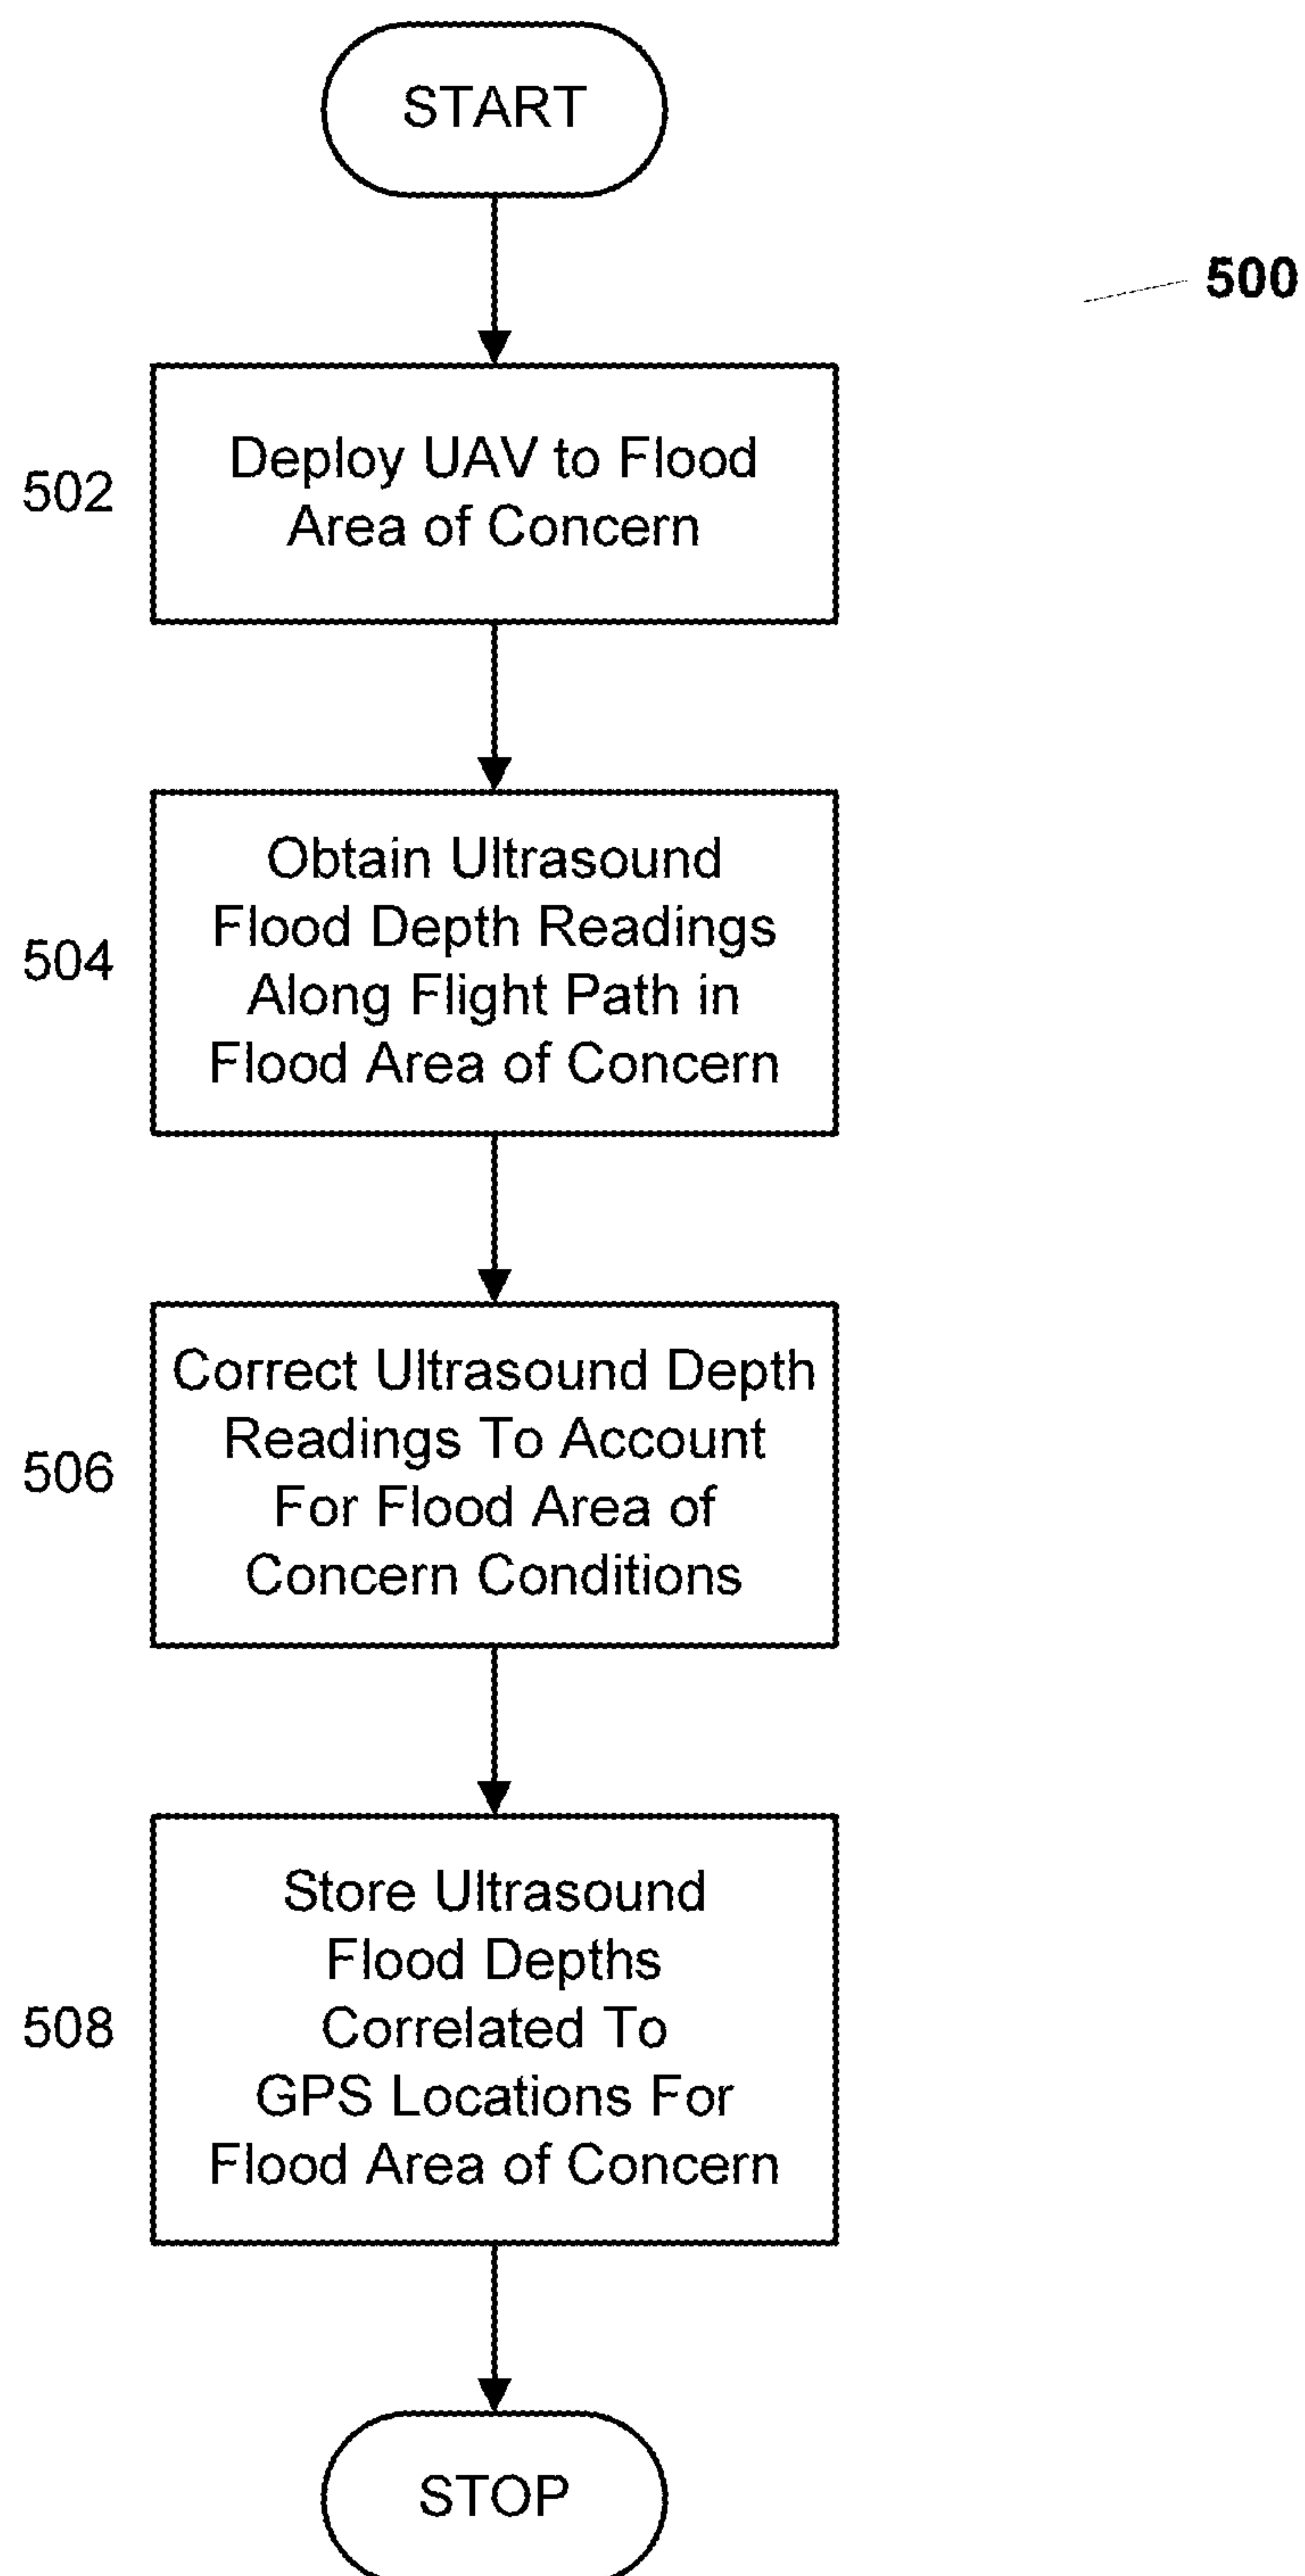 START
500
502
Deploy UAV to Flood
Area of Concern
504
Obtain Ultrasound
Flood Depth Readings
Along Flight Path in
Flood Area of Concern
506
Correct Ultrasound Depth
Readings To Account
For Flood Area of
Concern Conditions
508
Store Ultrasound
Flood Depths
Correlated To
GPS Locations For
Flood Area of Concern
STOP